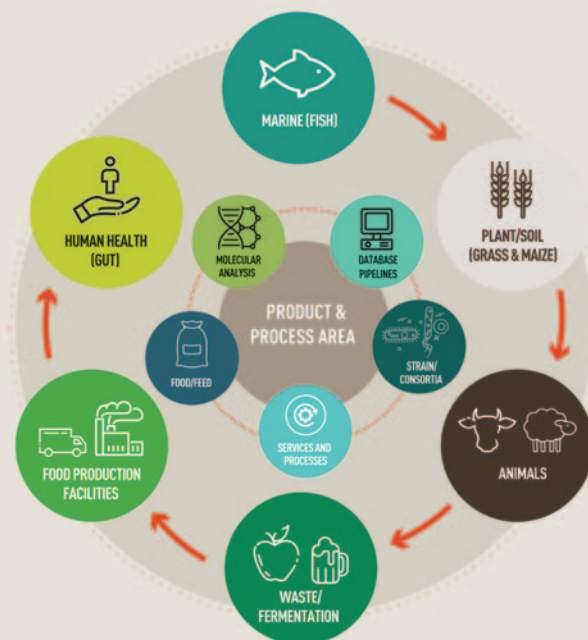 MARINE (FISH)
PLANT/SOIL
(GRASS & MAIZE)
HUMAN HEALTH
(GUT)
MOLECULAR
ANALYSIS
DATABASE
PIPELINES
PRODUCT &
PROCESS AREA
STRAIN/
CONSORTIA
FOOD/FEED
SERVICES AND
PROCESSES
FOOD PRODUCTION
FACILITIES
ANIMALS
WASTE/
FERMENTATION